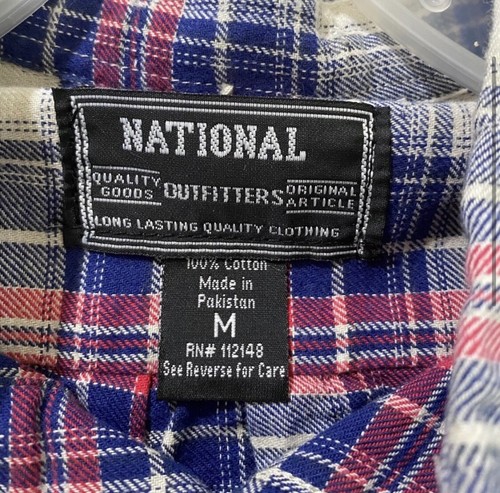 NATIONAL
QUALITY GOODS OUTFITTERS ORIGINAL ARTICLE
LONG LASTING QUALITY CLOTHING
100% Cotton
Made in
Pakistan
M
RN# 112148
See Reverse for Care